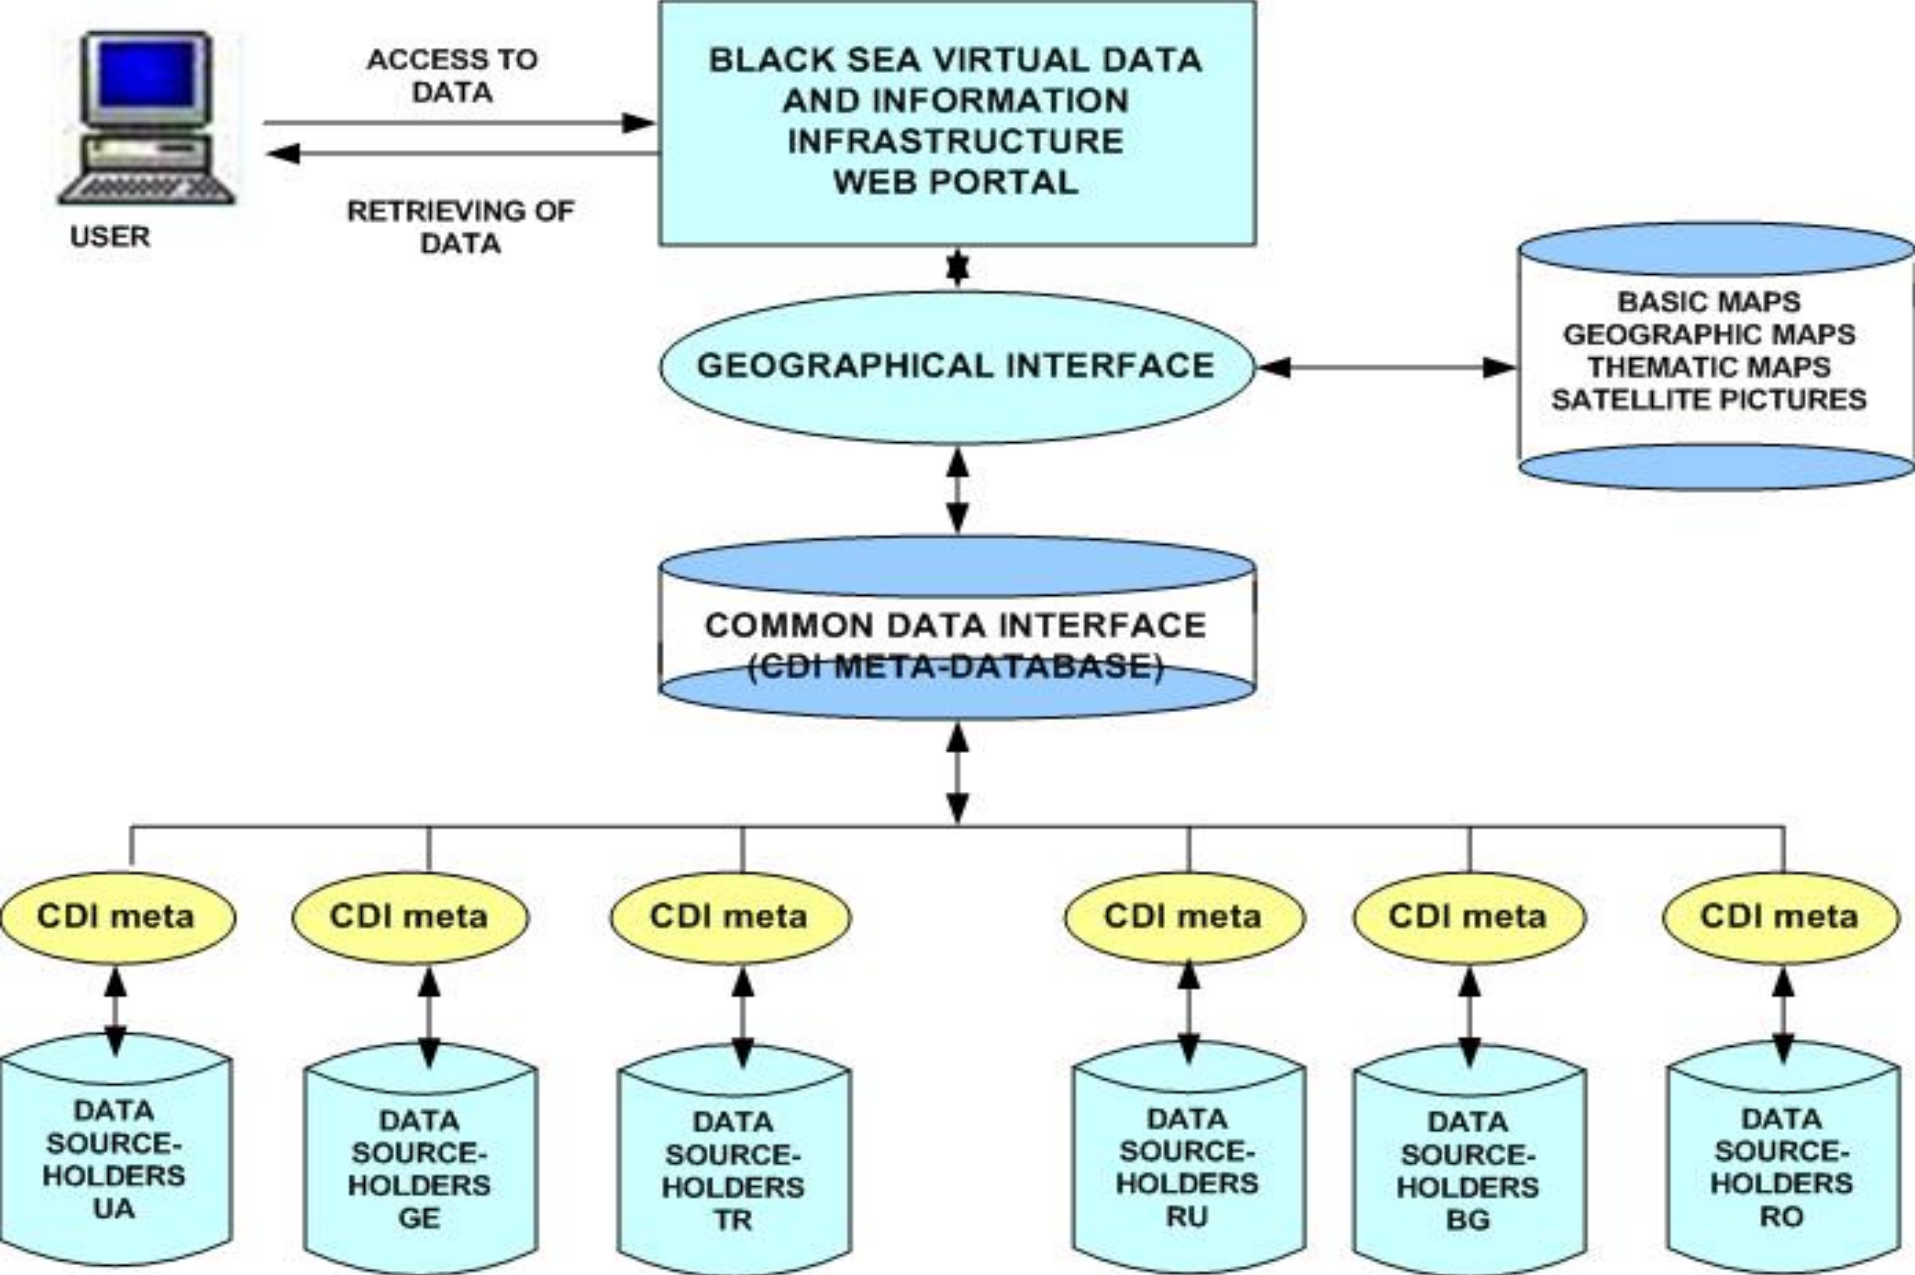 ACCESS TO
DATA
RETRIEVING OF
DATA
USER
BLACK SEA VIRTUAL DATA
AND INFORMATION
INFRASTRUCTURE
WEB PORTAL
GEOGRAPHICAL INTERFACE
BASIC MAPS
GEOGRAPHIC MAPS
THEMATIC MAPS
SATELLITE PICTURES
COMMON DATA INTERFACE
(CDI META-DATABASE)
CDI meta
CDI meta
CDI meta
CDI meta
CDI meta
CDI meta
DATA
SOURCE-
HOLDERS
UA
DATA
SOURCE-
HOLDERS
GE
DATA
SOURCE-
HOLDERS
TR
DATA
SOURCE-
HOLDERS
RU
DATA
SOURCE-
HOLDERS
BG
DATA
SOURCE-
HOLDERS
RO